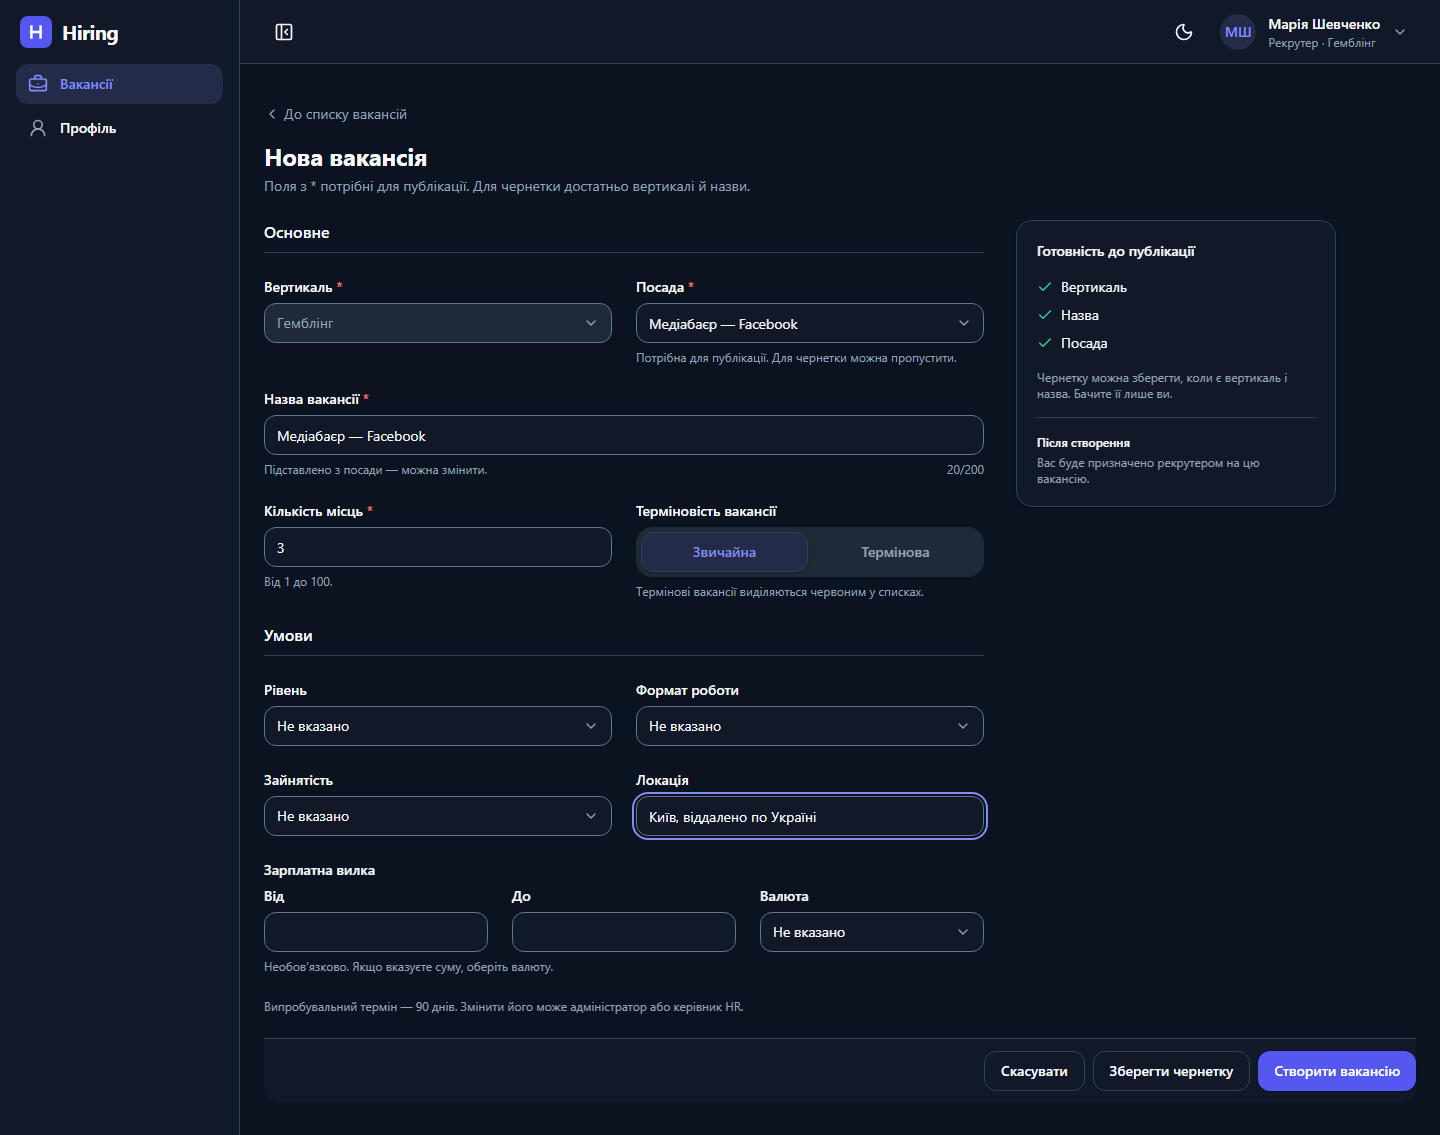 H Hiring
Вакансії
Профіль
МШ
Марія Шевченко
Рекрутер · Гемблінг
До списку вакансій
Нова вакансія
Поля з * потрібні для публікації. Для чернетки достатньо вертикалі й назви.
Основне
Вертикаль *
Гемблінг
Посада *
Медіабаєр — Facebook
Потрібна для публікації. Для чернетки можна пропустити.
Назва вакансії *
Медіабаєр — Facebook
Підставлено з посади — можна змінити.
20/200
Кількість місць *
3
Від 1 до 100.
Терміновість вакансії
Звичайна
Термінова
Термінові вакансії виділяються червоним у списках.
Умови
Рівень
Не вказано
Формат роботи
Не вказано
Зайнятість
Не вказано
Локація
Київ, віддалено по Україні
Зарплатна вилка
Від
До
Валюта
Не вказано
Необов'язково. Якщо вказуєте суму, оберіть валюту.
Випробувальний термін — 90 днів. Змінити його може адміністратор або керівник HR.
Скасувати
Зберегти чернетку
Створити вакансію
Готовність до публікації
Вертикаль
Назва
Посада
Чернетку можна зберегти, коли є вертикаль і
назва. Бачите її лише ви.
Після створення
Вас буде призначено рекрутером на цю
вакансію.